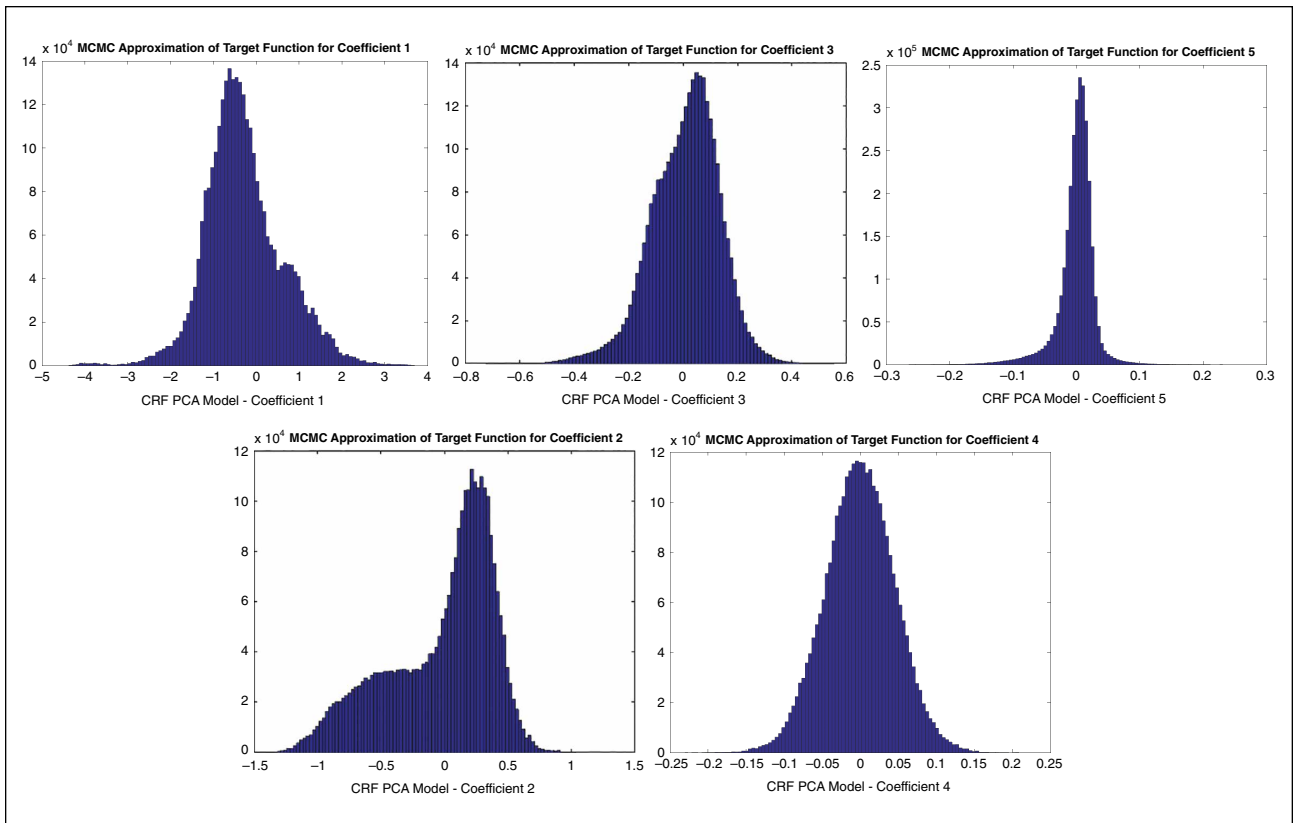 x 10⁴ MCMC Approximation of Target Function for Coefficient 1
14
12
10
8
6
4
2
0
−5 −4 −3 −2 −1 0 1 2 3 4
CRF PCA Model - Coefficient 1
x 10⁴ MCMC Approximation of Target Function for Coefficient 3
14
12
10
8
6
4
2
0
−0.8 −0.6 −0.4 −0.2 0 0.2 0.4 0.6
CRF PCA Model - Coefficient 3
x 10⁵ MCMC Approximation of Target Function for Coefficient 5
3.5
3
2.5
2
1.5
1
0.5
0
−0.3 −0.2 −0.1 0 0.1 0.2 0.3
CRF PCA Model - Coefficient 5
x 10⁴ MCMC Approximation of Target Function for Coefficient 2
12
10
8
6
4
2
0
−1.5 −1 −0.5 0 0.5 1 1.5
CRF PCA Model - Coefficient 2
x 10⁴ MCMC Approximation of Target Function for Coefficient 4
12
10
8
6
4
2
0
−0.25 −0.2 −0.15 −0.1 −0.05 0 0.05 0.1 0.15 0.2 0.25
CRF PCA Model - Coefficient 4